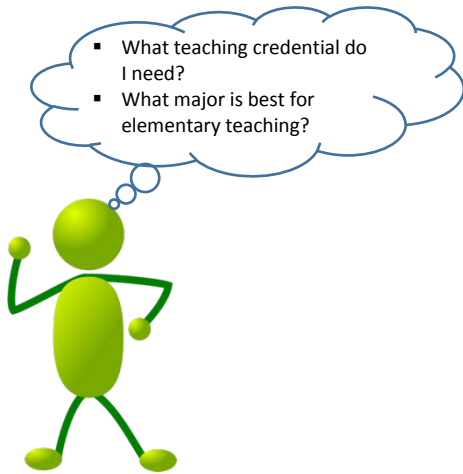 ▪ What teaching credential do
I need?
▪ What major is best for
elementary teaching?